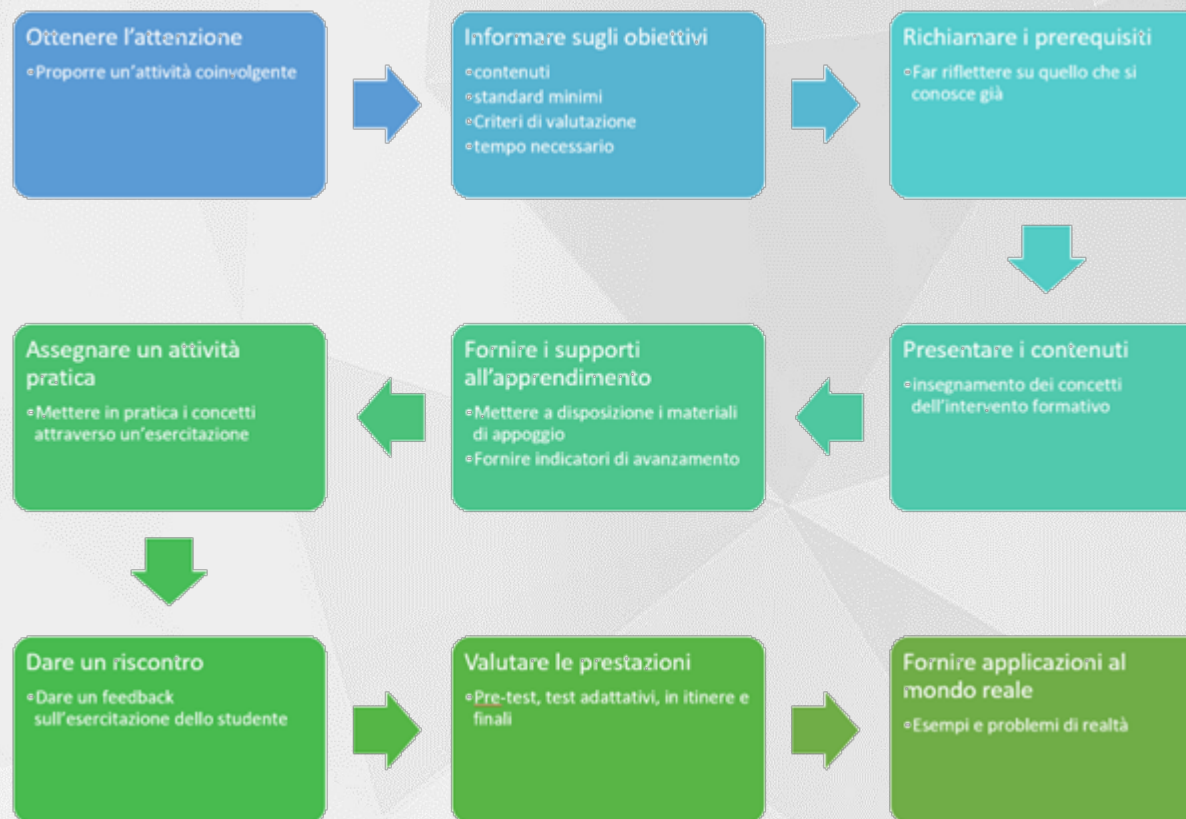 Ottenere l'attenzione
•Proporre un'attività coinvolgente
Informare sugli obiettivi
•contenuti
•standard minimi
•Criteri di valutazione
•tempo necessario
Richiamare i prerequisiti
•Far riflettere su quello che si
conosce già
Presentare i contenuti
•insegnamento dei concetti
dell'intervento formativo
Fornire i supporti
all'apprendimento
•Mettere a disposizione i materiali
di appoggio
•Fornire indicatori di avanzamento
Assegnare un attività
pratica
•Mettere in pratica i concetti
attraverso un'esercitazione
Dare un riscontro
•Dare un feedback
sull'esercitazione dello studente
Valutare le prestazioni
•Pre-test, test adattativi, in itinere e
finali
Fornire applicazioni al
mondo reale
•Esempi e problemi di realtà